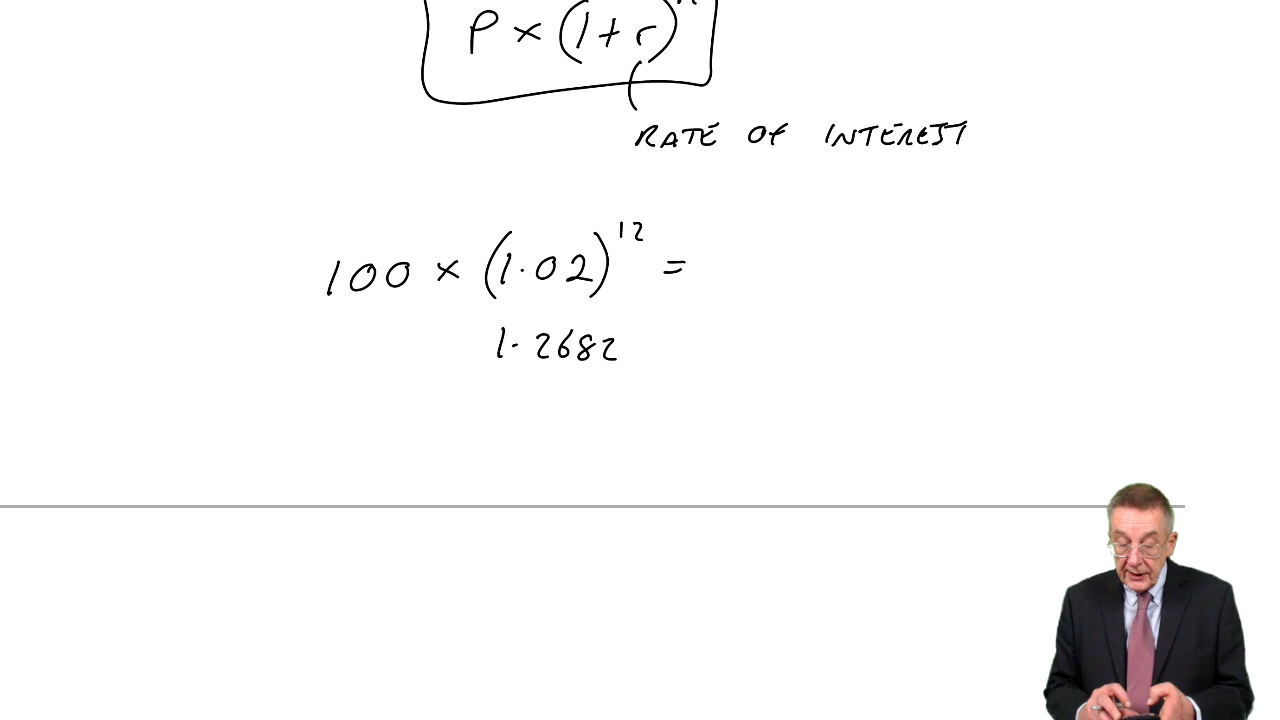 P × (1 + r)ⁿ
RATE OF INTEREST
100 × (1.02)¹² =
1.2682